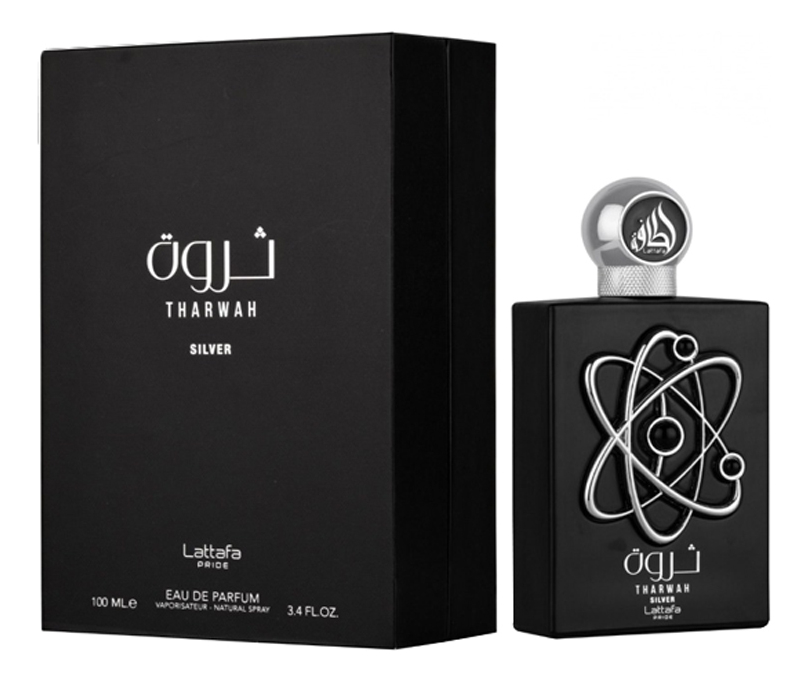 ثروة
THARWAH
SILVER
Lattafa
PRIDE
100 ML℮
EAU DE PARFUM
VAPORISATEUR - NATURAL SPRAY
3.4 FL.OZ.
لطافة
Lattafa
ثروة
THARWAH
SILVER
Lattafa
PRIDE